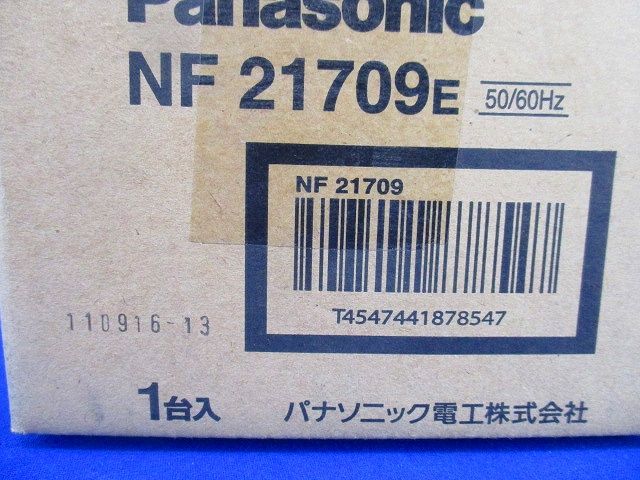 Panasonic
NF 21709E 50/60Hz
NF 21709
T4547441878547
110916-13
1台入
パナソニック電工株式会社